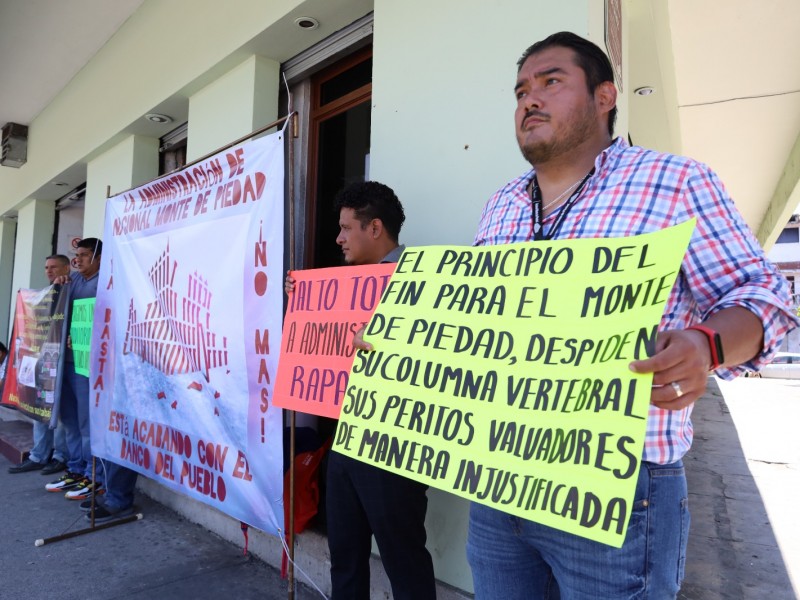 LA ADMINISTRACIÓN DE
NACIONAL MONTE DE PIEDAD
YA BASTA!
¡NO MAS!
ESTÁ ACABANDO CON EL
BANCO DEL PUEBLO
¡ALTO TOT
A ADMINIST
RAPA
EL PRINCIPIO DEL
FIN PARA EL MONTE
DE PIEDAD, DESPIDEN
SU COLUMNA VERTEBRAL
SUS PERITOS VALUADORES
DE MANERA INJUSTIFICADA